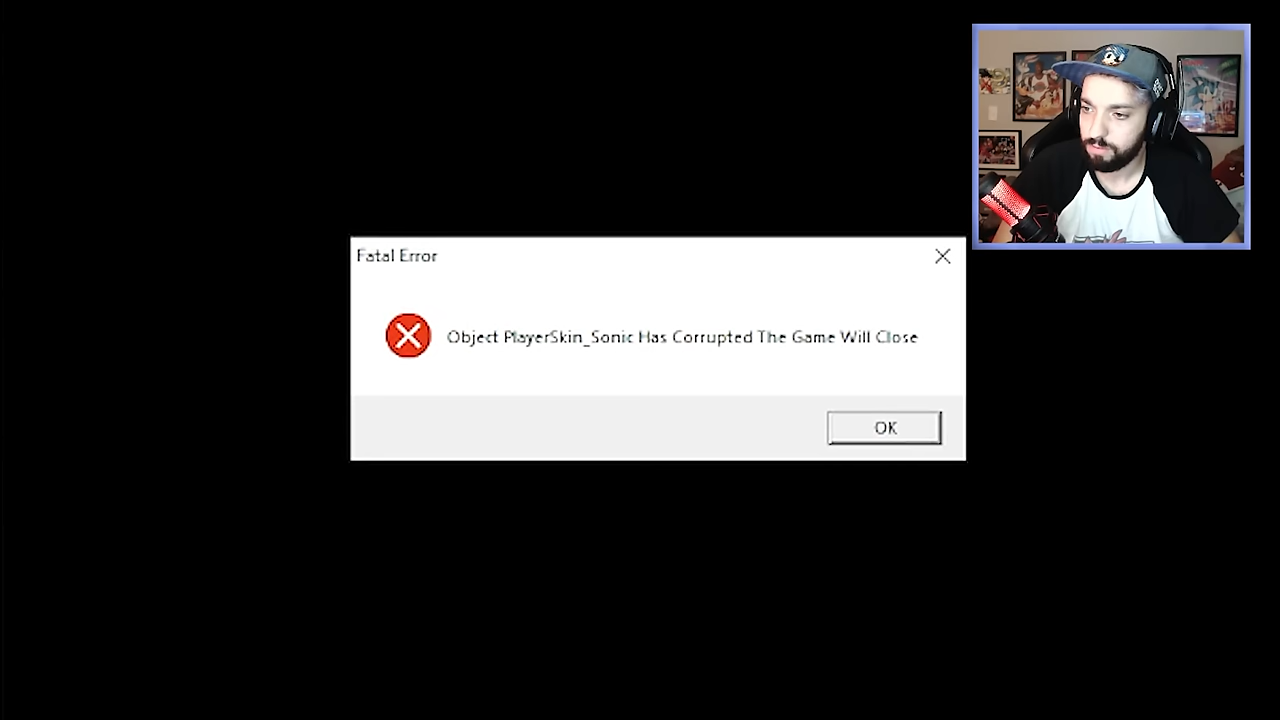 Fatal Error
Object PlayerSkin_Sonic Has Corrupted The Game Will Close
OK